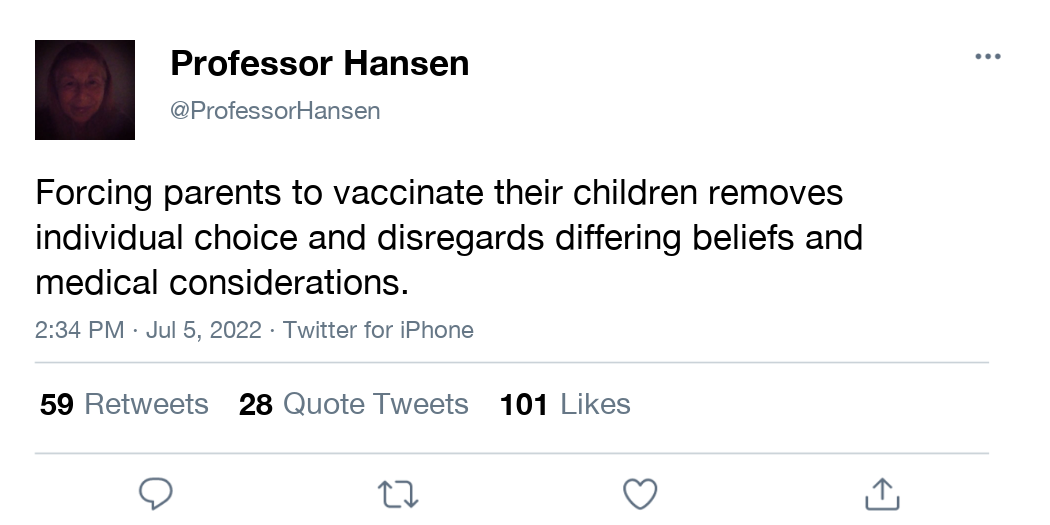 Professor Hansen
@ProfessorHansen
Forcing parents to vaccinate their children removes
individual choice and disregards differing beliefs and
medical considerations.
2:34 PM · Jul 5, 2022 · Twitter for iPhone
59 Retweets 28 Quote Tweets 101 Likes